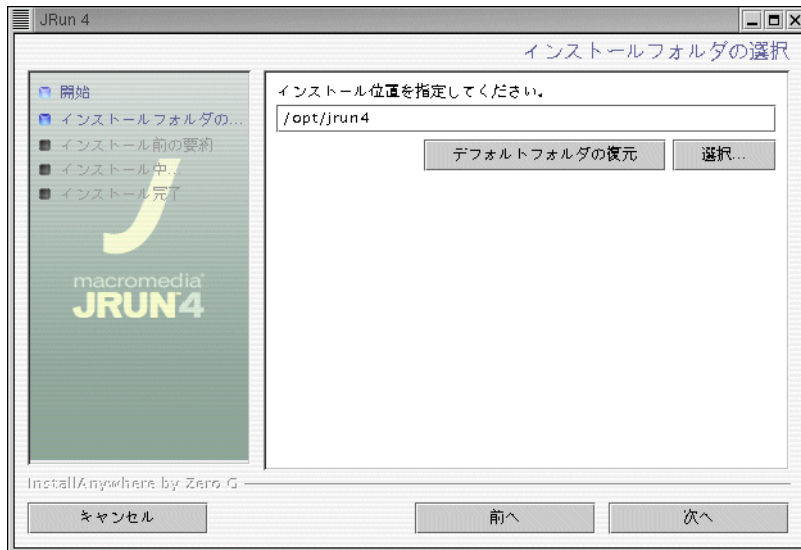 JRun 4
インストールフォルダの選択
開始
インストールフォルダの...
インストール前の要約
インストール中...
インストール完了
macromedia®
JRUN™4
インストール位置を指定してください。
/opt/jrun4
デフォルトフォルダの復元
選択...
InstallAnywhere by Zero G
キャンセル
前へ
次へ